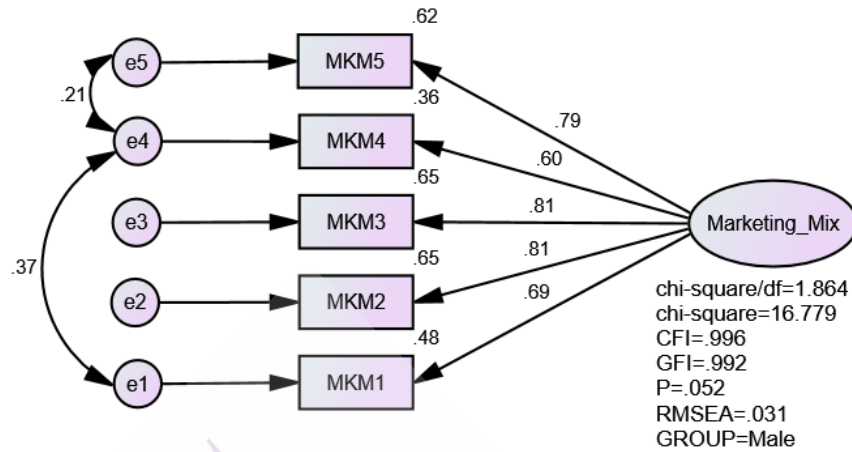 .62
e5
MKM5
.36
.21
.79
e4
MKM4
.60
.65
e3
MKM3
.81
Marketing_Mix
.65
.37
e2
MKM2
.81
.69
.48
e1
MKM1
chi-square/df=1.864
chi-square=16.779
CFI=.996
GFI=.992
P=.052
RMSEA=.031
GROUP=Male